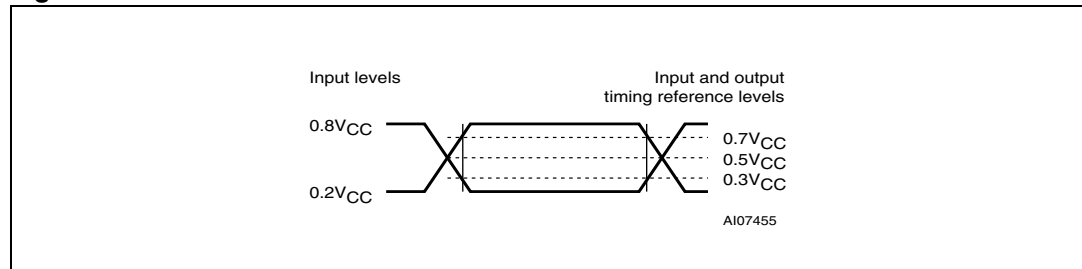 Input levels
Input and output
timing reference levels
0.8VCC
0.7VCC
0.5VCC
0.3VCC
0.2VCC
AI07455